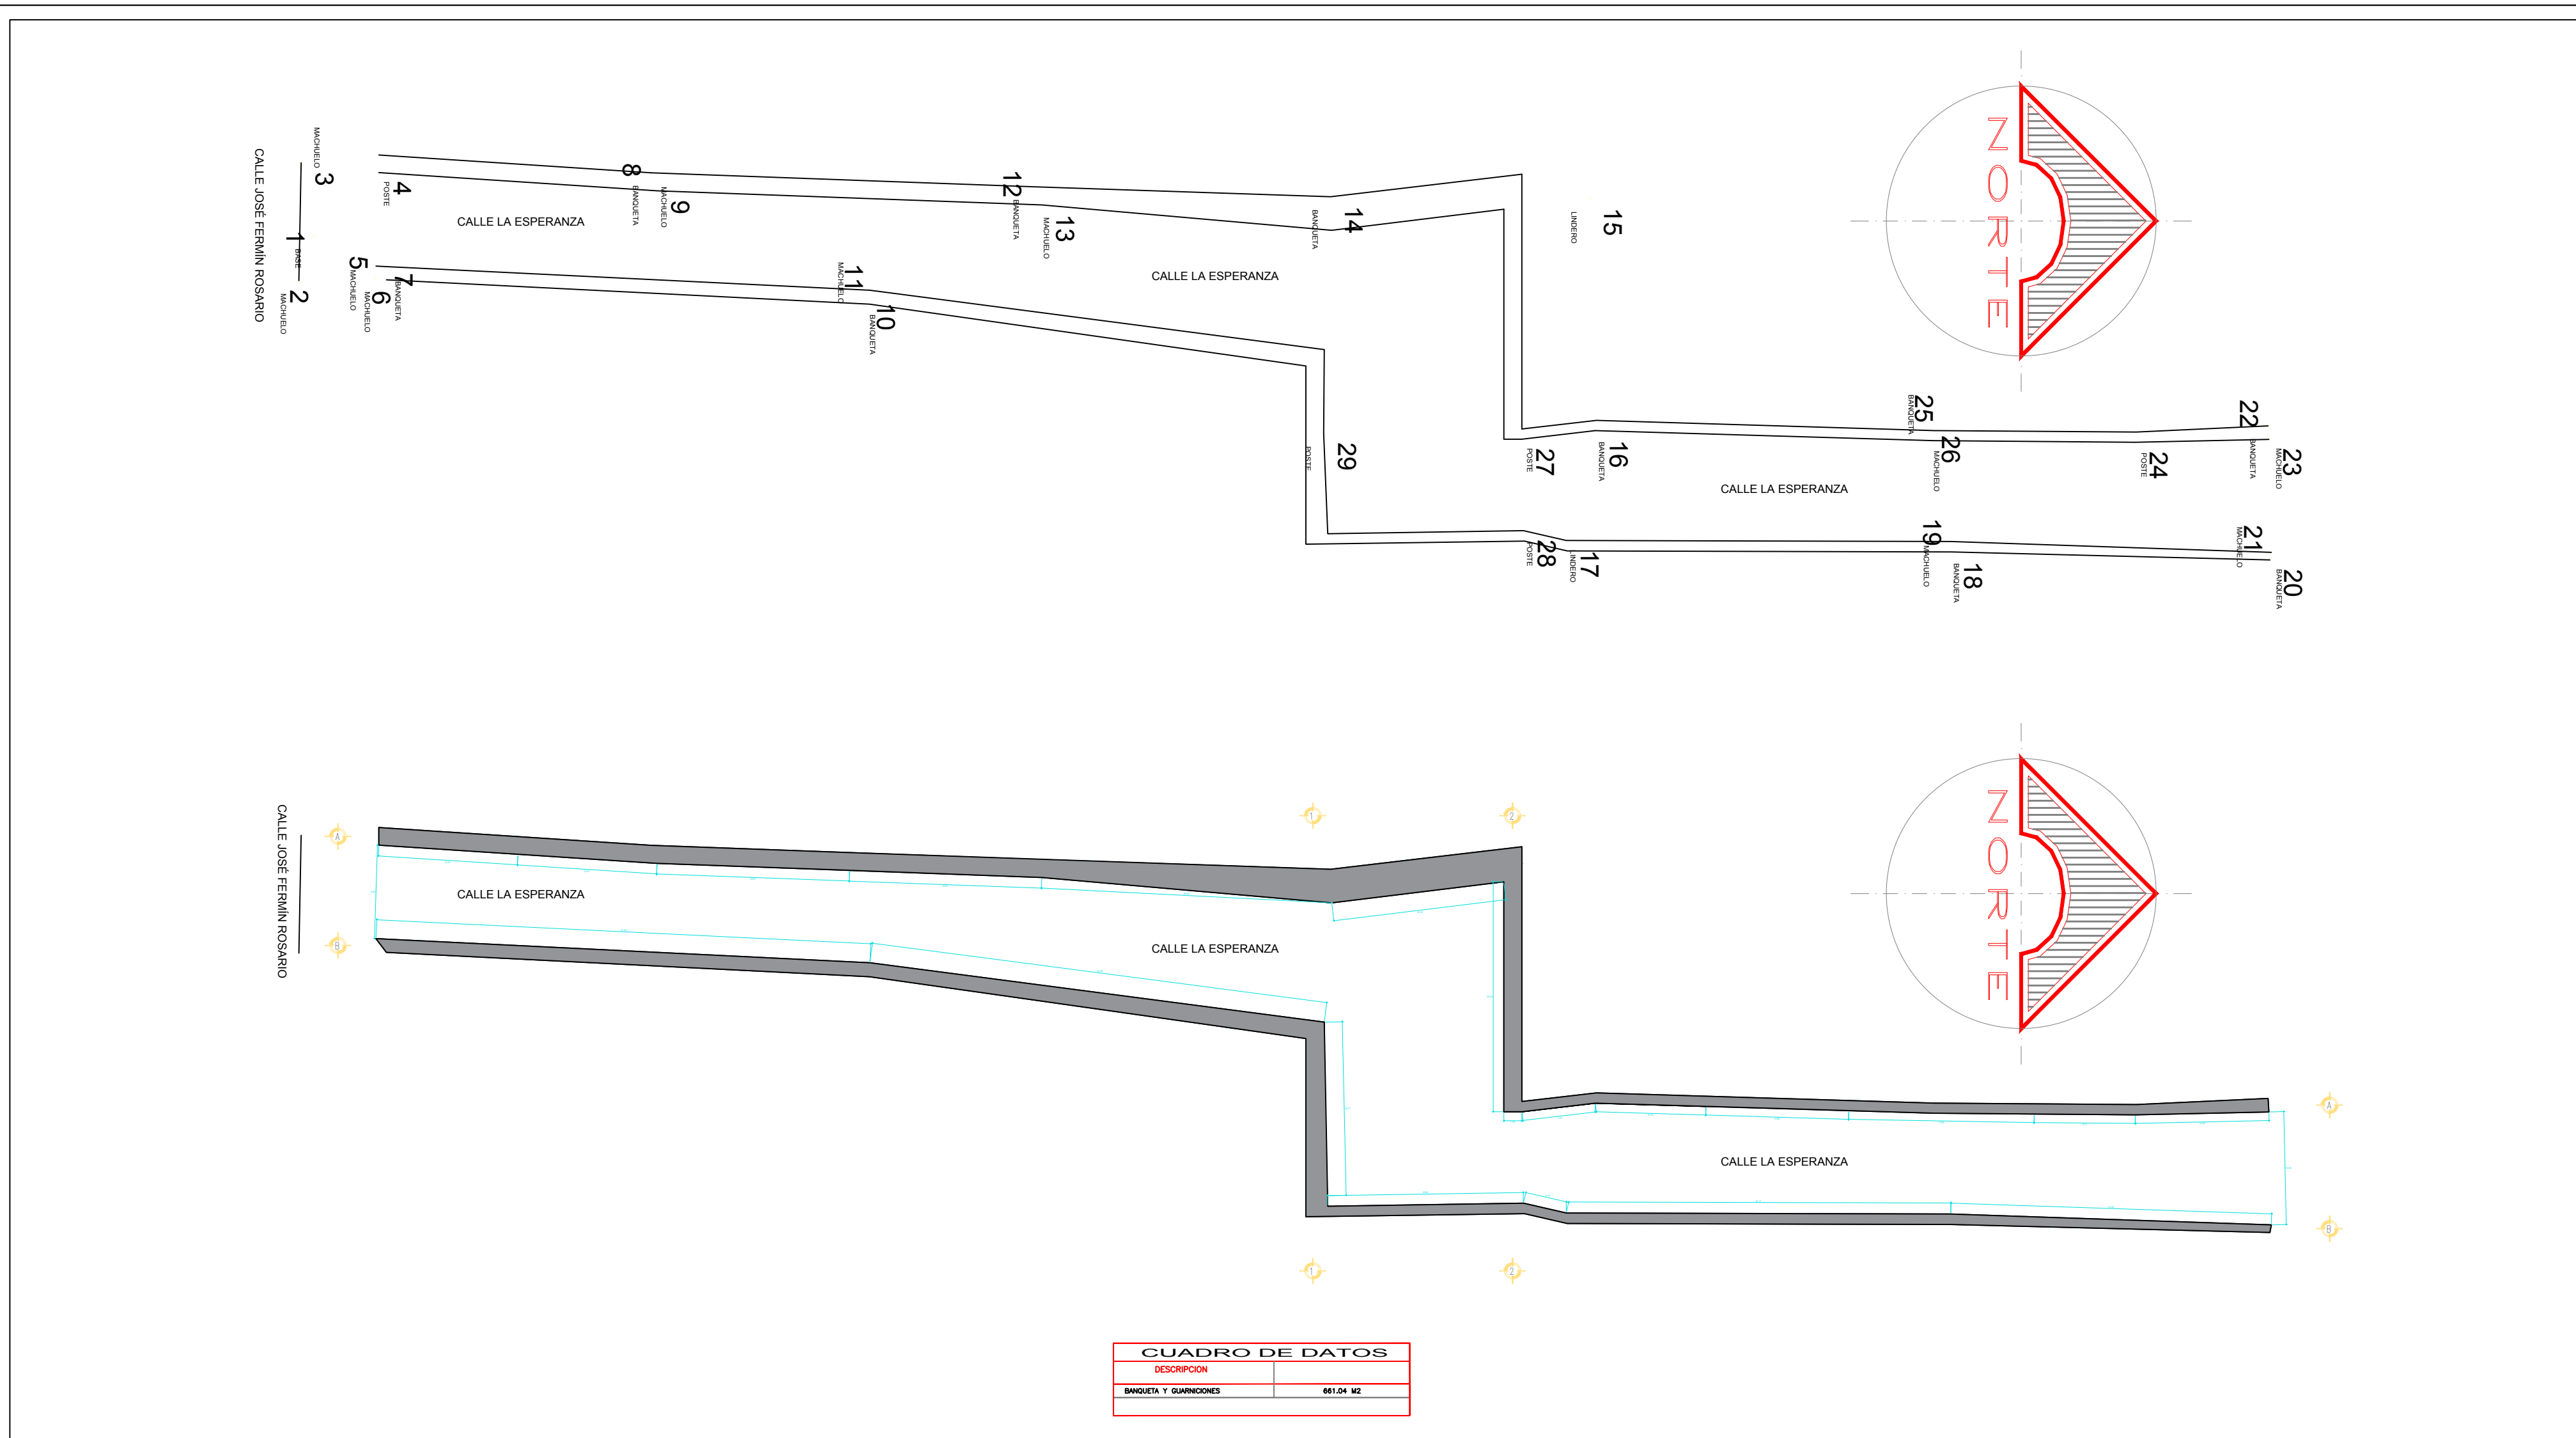 CALLE JOSÉ FERMÍN ROSARIO
MACHUELO
3
1
BASE
2
MACHUELO
4
POSTE
5
MACHUELO
6
MACHUELO
7
BANQUETA
CALLE LA ESPERANZA
8
BANQUETA
9
MACHUELO
11
MACHUELO
10
BANQUETA
12
BANQUETA
13
MACHUELO
CALLE LA ESPERANZA
14
BANQUETA
15
LINDERO
29
POSTE
27
POSTE
16
BANQUETA
28
POSTE
17
LINDERO
CALLE LA ESPERANZA
25
BANQUETA
26
MACHUELO
19
MACHUELO
18
BANQUETA
24
POSTE
22
BANQUETA
23
MACHUELO
21
MACHUELO
20
BANQUETA
NORTE
CALLE JOSÉ FERMÍN ROSARIO
A
B
1
2
CALLE LA ESPERANZA
CALLE LA ESPERANZA
CALLE LA ESPERANZA
NORTE
A
B
1
2
CUADRO DE DATOS
DESCRIPCION
BANQUETA Y GUARNICIONES 661.04 M2